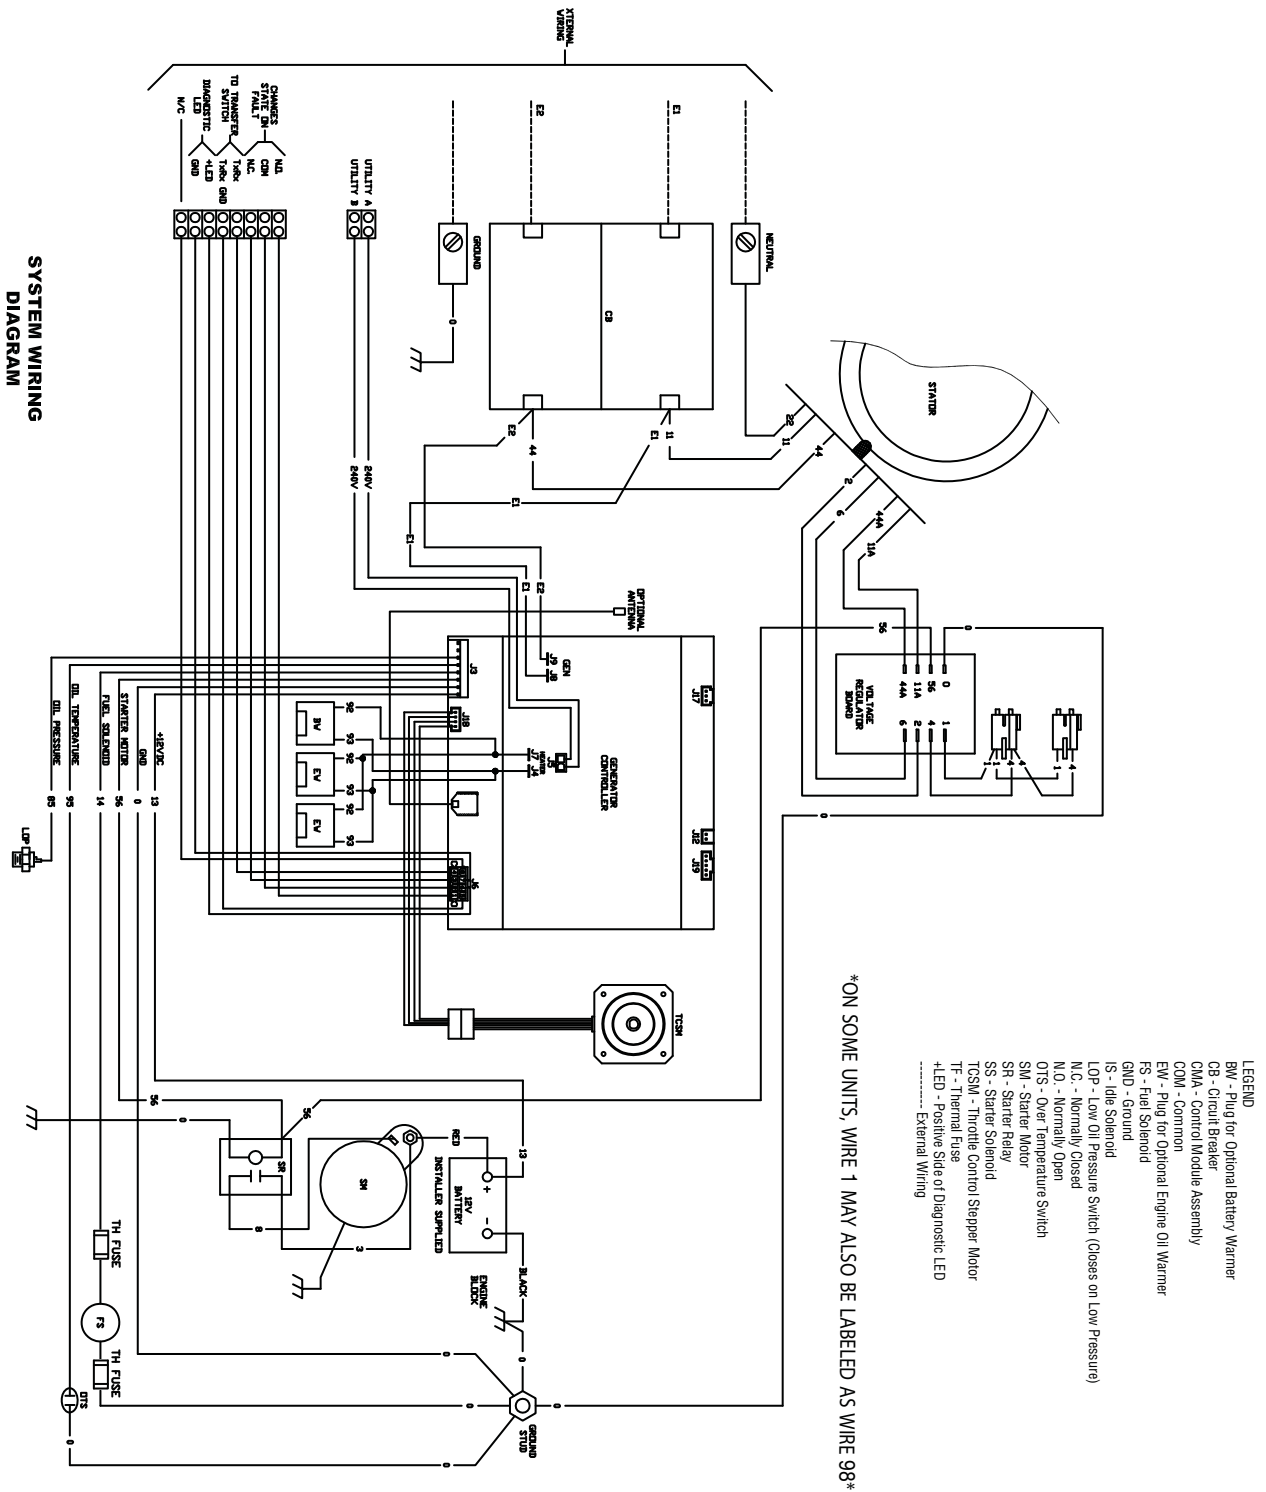 SYSTEM WIRING
DIAGRAM
XTERNAL
WIRING
N/C
DIAGNOSTIC
LED
TO TRANSFER
SWITCH
CHANGES
STATE ON
FAULT
GND
+LED
TxRx GND
TxRx
N.C.
COM
N.O.
UTILITY B
UTILITY A
240V
240V
E2
E1
GROUND
NEUTRAL
CB
0
E2
44
E1
11
E1
E1
22
11
44
2
6
44A
11A
STATOR
E2
E1
OPTIONAL
ANTENNA
J9
J8
GEN
J3
J18
J17
J7
HEATER
J4
J5
GENERATOR
CONTROLLER
J12
J19
J6
56
0
0
56
11A
44A
1
4
2
6
VOLTAGE
REGULATOR
BOARD
1
1
4
4
1
4
0
BW
92
93
EW
92
93
EW
92
93
+12VDC
13
GND
0
STARTER MOTOR
56
FUEL SOLENOID
14
OIL TEMPERATURE
95
OIL PRESSURE
85
LOP
TCSM
56
56
0
SR
SM
RED
13
12V
BATTERY
INSTALLER SUPPLIED
+
-
8
3
BLACK
ENGINE
BLOCK
TH FUSE
FS
TH FUSE
OTS
0
0
0
0
0
0
GROUND
STUD
LEGEND
BW - Plug for Optional Battery Warmer
CB - Circuit Breaker
CMA - Control Module Assembly
COM - Common
EW - Plug for Optional Engine Oil Warmer
FS - Fuel Solenoid
GND - Ground
IS - Idle Solenoid
LOP - Low Oil Pressure Switch (Closes on Low Pressure)
N.C. - Normally Closed
N.O. - Normally Open
OTS - Over Temperature Switch
SM - Starter Motor
SR - Starter Relay
SS - Starter Solenoid
TCSM - Throttle Control Stepper Motor
TF - Thermal Fuse
+LED - Positive Side of Diagnostic LED
---------- External Wiring
*ON SOME UNITS, WIRE 1 MAY ALSO BE LABELED AS WIRE 98*